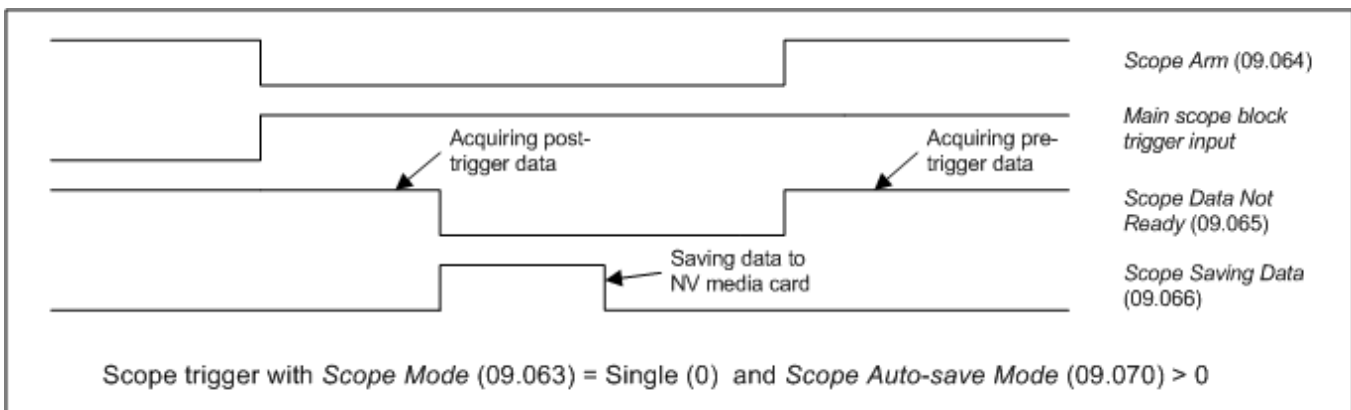 Scope Arm (09.064)
Main scope block
trigger input
Acquiring post-
trigger data
Acquiring pre-
trigger data
Scope Data Not
Ready (09.065)
Saving data to
NV media card
Scope Saving Data
(09.066)
Scope trigger with Scope Mode (09.063) = Single (0) and Scope Auto-save Mode (09.070) > 0